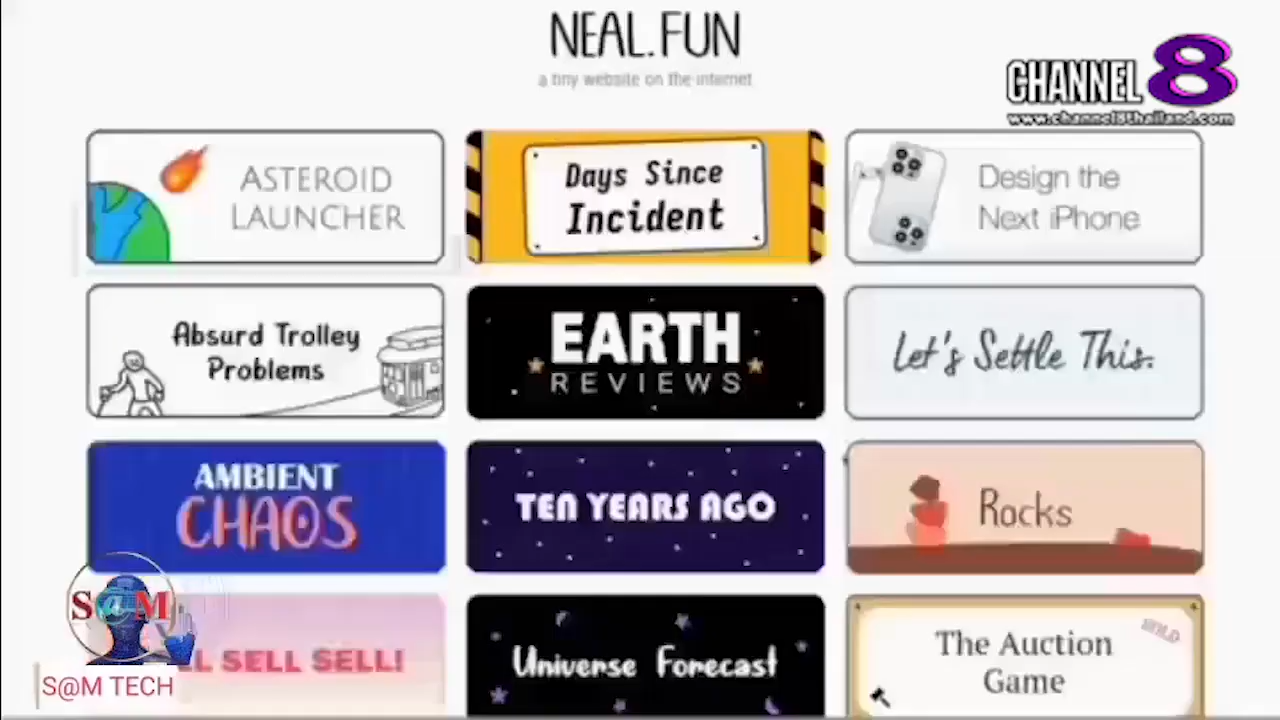 NEAL.FUN
a tiny website on the internet
CHANNEL 8
www.channel8thailand.com
ASTEROID
LAUNCHER
Days Since
Incident
Design the
Next iPhone
Absurd Trolley
Problems
EARTH
REVIEWS
Let's Settle This.
AMBIENT
CHAOS
TEN YEARS AGO
Rocks
S@M
L SELL SELL!
S@M TECH
Universe Forecast
The Auction
Game
SOLD